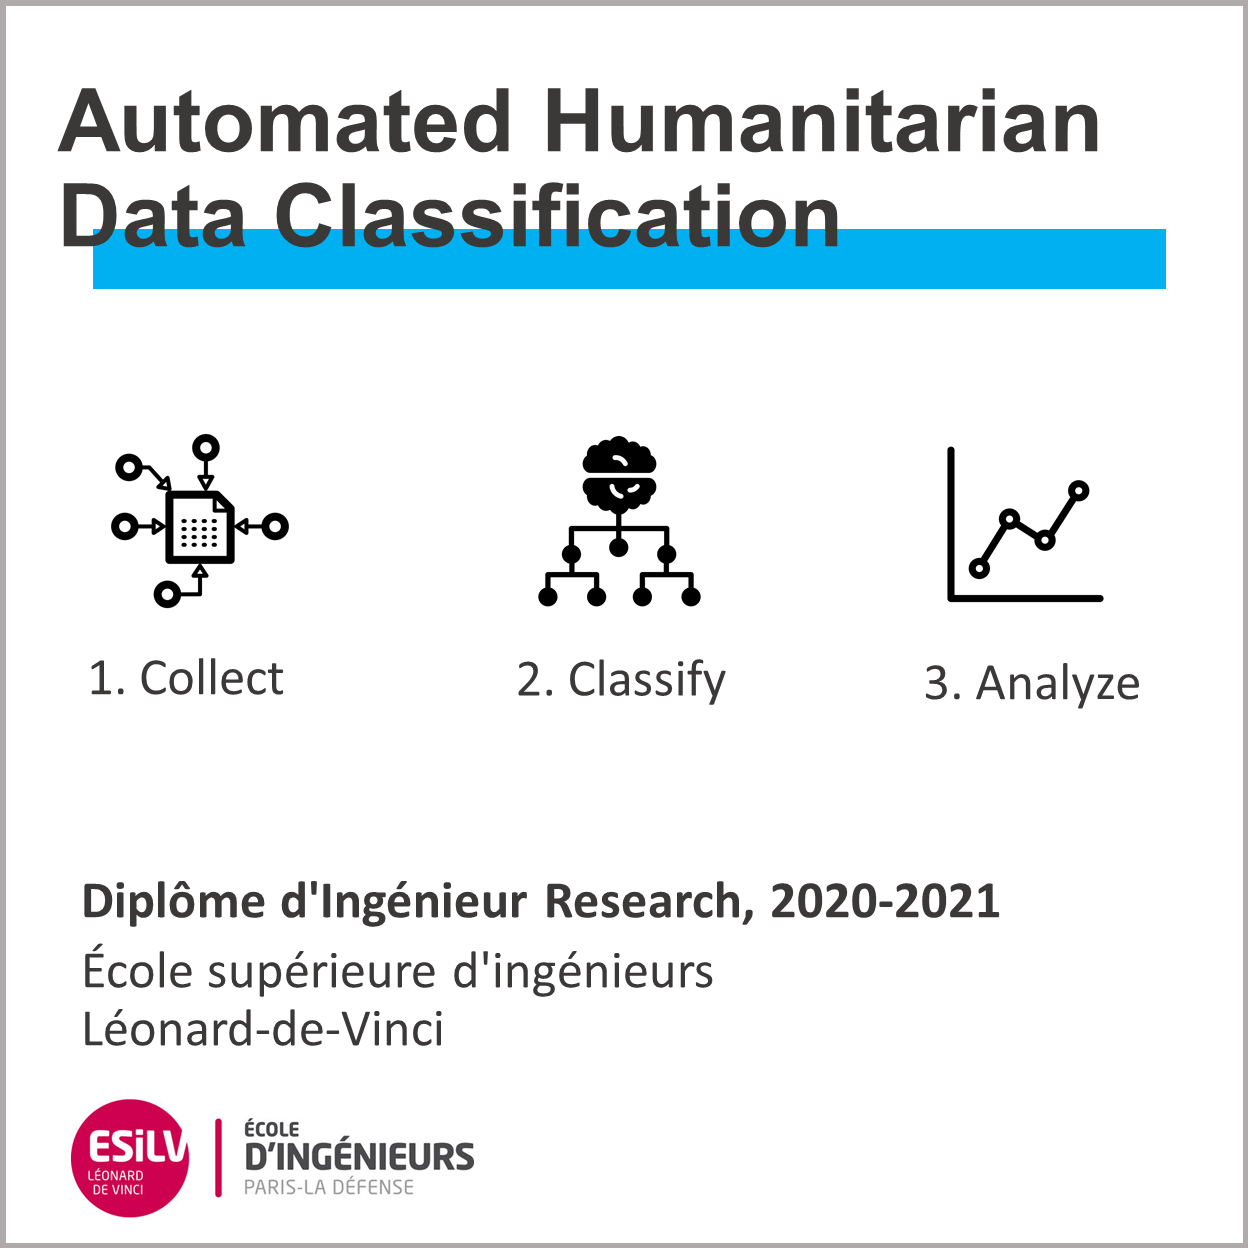 Automated Humanitarian
Data Classification
1. Collect
2. Classify
3. Analyze
Diplôme d'Ingénieur Research, 2020-2021
École supérieure d'ingénieurs
Léonard-de-Vinci
ESiLV
LÉONARD
DE VINCI
ÉCOLE
D'INGÉNIEURS
PARIS-LA DÉFENSE